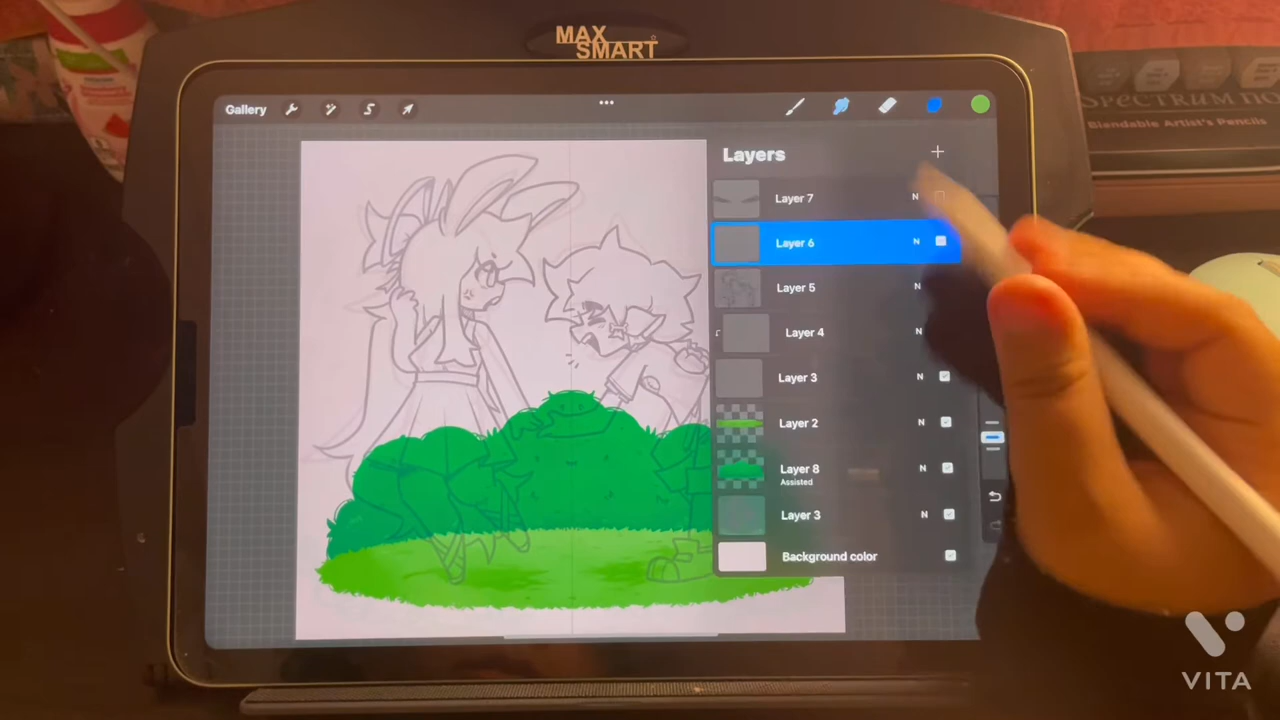 MAX
SMART
Gallery
S
Layers
Layer 7
N
Layer 6
N
Layer 5
N
Layer 4
N
Layer 3
N
Layer 2
N
Layer 8
N
Assisted
Layer 3
N
Background color
SPECTRUM NO
Blendable Artist's Pencils
VITA